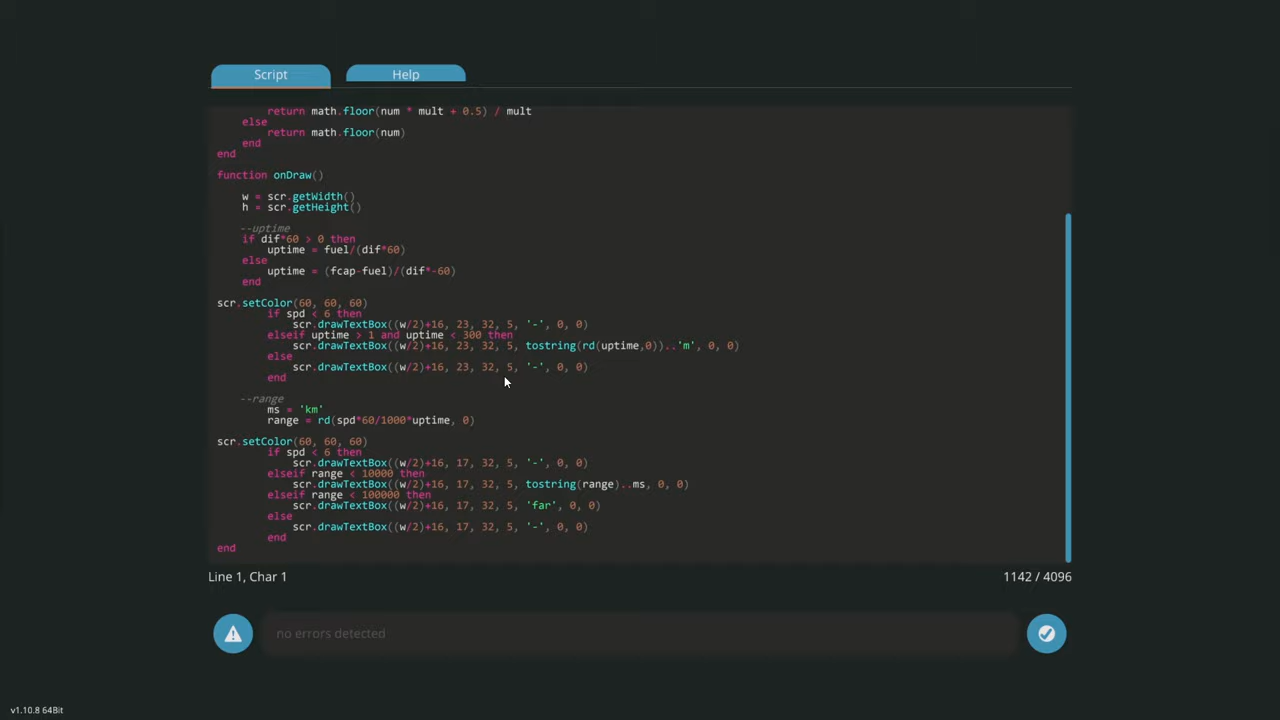 Script
Help
return math.floor(num * mult + 0.5) / mult
else
return math.floor(num)
end
end
function onDraw()
w = scr.getWidth()
h = scr.getHeight()
--uptime
if dif*60 > 0 then
uptime = fuel/(dif*60)
else
uptime = (fcap-fuel)/(dif*-60)
end
scr.setColor(60, 60, 60)
if spd < 6 then
scr.drawTextBox((w/2)+16, 23, 32, 5, '-', 0, 0)
elseif uptime > 1 and uptime < 300 then
scr.drawTextBox((w/2)+16, 23, 32, 5, tostring(rd(uptime,0))..'m', 0, 0)
else
scr.drawTextBox((w/2)+16, 23, 32, 5, '-', 0, 0)
end
--range
ms = 'km'
range = rd(spd*60/1000*uptime, 0)
scr.setColor(60, 60, 60)
if spd < 6 then
scr.drawTextBox((w/2)+16, 17, 32, 5, '-', 0, 0)
elseif range < 10000 then
scr.drawTextBox((w/2)+16, 17, 32, 5, tostring(range)..ms, 0, 0)
elseif range < 100000 then
scr.drawTextBox((w/2)+16, 17, 32, 5, 'far', 0, 0)
else
scr.drawTextBox((w/2)+16, 17, 32, 5, '-', 0, 0)
end
end
Line 1, Char 1
1142 / 4096
no errors detected
v1.10.8 64Bit